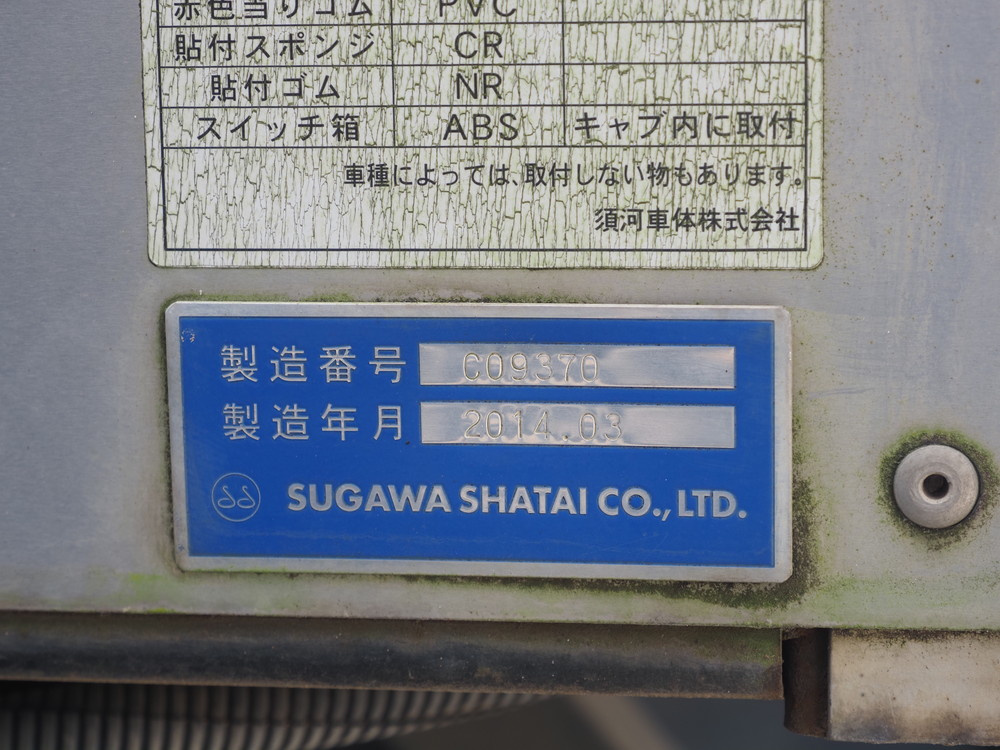 赤色当りゴム PVC
貼付スポンジ CR
貼付ゴム NR
スイッチ箱 ABS キャブ内に取付
車種によっては、取付しない物もあります。
須河車体株式会社
製造番号 C09370
製造年月 2014.03
SUGAWA SHATAI CO., LTD.